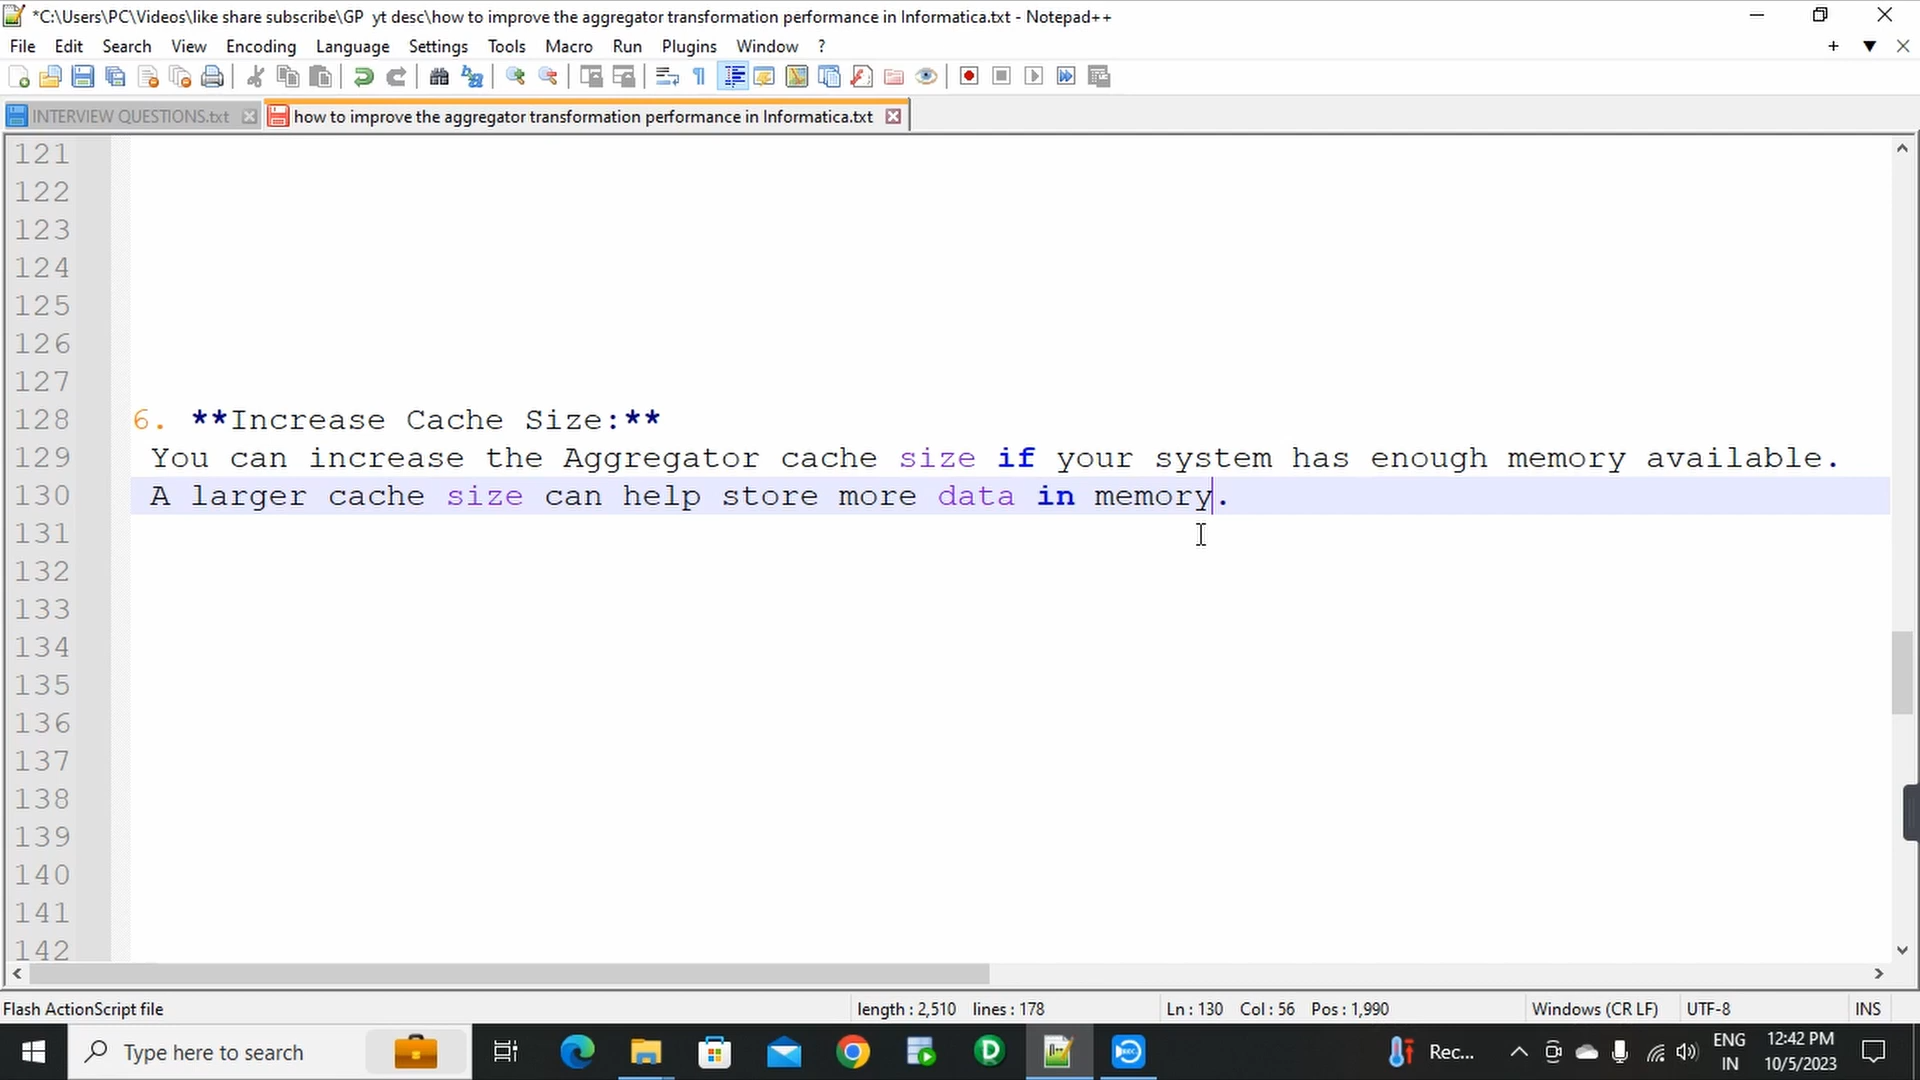 *C:\Users\PC\Videos\like share subscribe\GP  yt desc\how to improve the aggregator transformation performance in Informatica.txt - Notepad++
File Edit Search View Encoding Language Settings Tools Macro Run Plugins Window ?
INTERVIEW QUESTIONS.txt how to improve the aggregator transformation performance in Informatica.txt
121
122
123
124
125
126
127
128 6. **Increase Cache Size:**
129 You can increase the Aggregator cache size if your system has enough memory available.
130 A larger cache size can help store more data in memory.
131
132
133
134
135
136
137
138
139
140
141
142
Flash ActionScript file length : 2,510 lines : 178 Ln : 130 Col : 56 Pos : 1,990 Windows (CR LF) UTF-8 INS
Type here to search Rec... ENG 12:42 PM
IN 10/5/2023